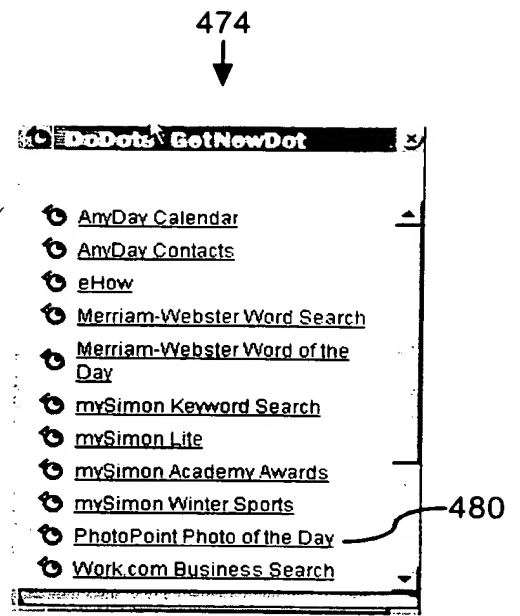 474
DoDots GetNewDot
AnyDay Calendar
AnyDay Contacts
eHow
Merriam-Webster Word Search
Merriam-Webster Word of the
Day
mySimon Keyword Search
mySimon Lite
mySimon Academy Awards
mySimon Winter Sports
PhotoPoint Photo of the Day
480
Work.com Business Search